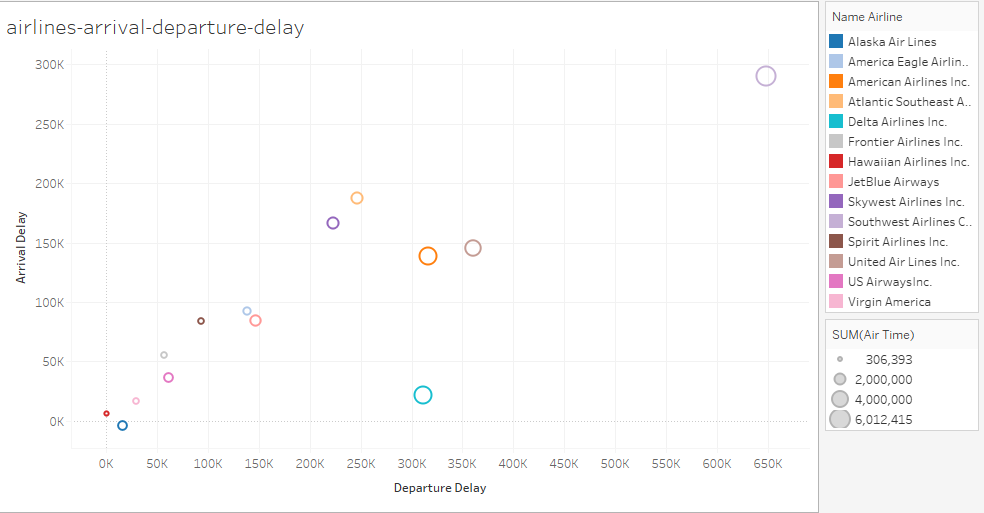 airlines-arrival-departure-delay
300K
250K
200K
150K
100K
50K
0K
Arrival Delay
0K 50K 100K 150K 200K 250K 300K 350K 400K 450K 500K 550K 600K 650K
Departure Delay
Name Airline
Alaska Air Lines
America Eagle Airlin..
American Airlines Inc.
Atlantic Southeast A..
Delta Airlines Inc.
Frontier Airlines Inc.
Hawaiian Airlines Inc.
JetBlue Airways
Skywest Airlines Inc.
Southwest Airlines C..
Spirit Airlines Inc.
United Air Lines Inc.
US AirwaysInc.
Virgin America
SUM(Air Time)
306,393
2,000,000
4,000,000
6,012,415